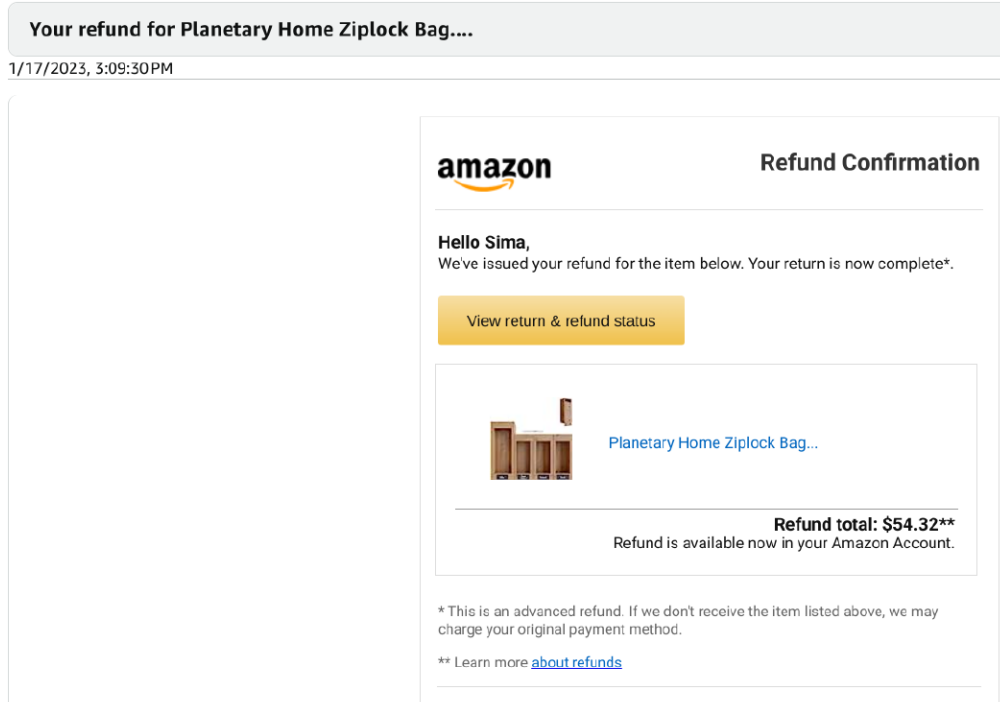 Your refund for Planetary Home Ziplock Bag....
1/17/2023, 3:09:30PM
amazon
Refund Confirmation
Hello Sima,
We've issued your refund for the item below. Your return is now complete*.
View return & refund status
Planetary Home Ziplock Bag...
Refund total: $54.32**
Refund is available now in your Amazon Account.
* This is an advanced refund. If we don't receive the item listed above, we may
charge your original payment method.
** Learn more about refunds